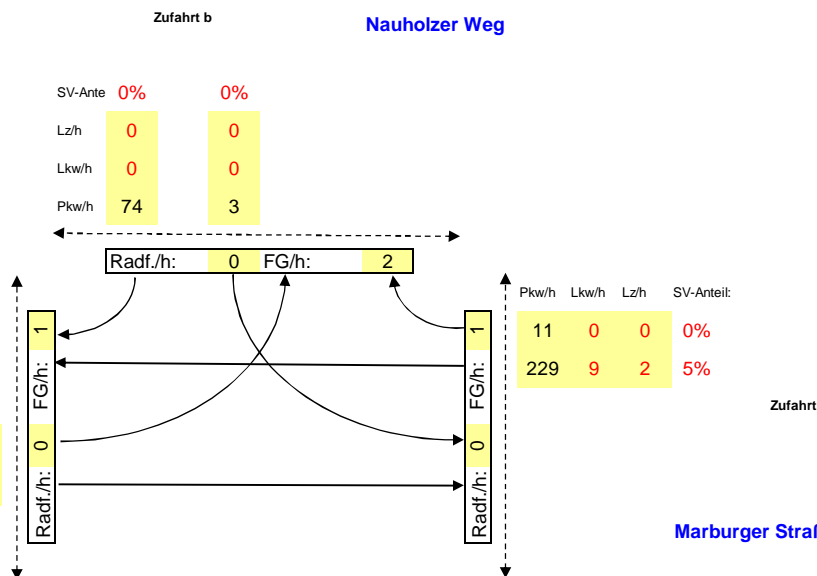 Zufahrt b
Nauholzer Weg
SV-Ante 0% 0%
Lz/h 0 0
Lkw/h 0 0
Pkw/h 74 3
Radf./h: 0 FG/h: 2
Pkw/h Lkw/h Lz/h SV-Anteil:
11 0 0 0%
229 9 2 5%
Radf./h: 0 FG/h: 1
Radf./h: 0 FG/h: 1
Zufahrt
Marburger Straß